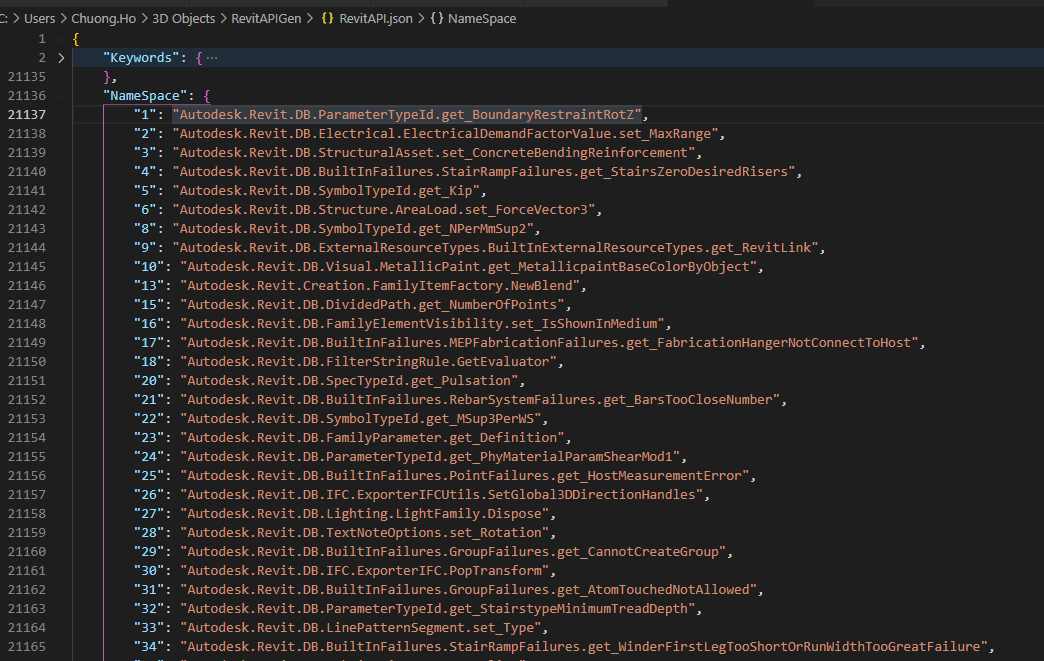 C: > Users > Chuong.Ho > 3D Objects > RevitAPIGen > {} RevitAPI.json > {} NameSpace
1 {
2 > "Keywords": { ···
21135 },
21136 "NameSpace": {
21137 "1": "Autodesk.Revit.DB.ParameterTypeId.get_BoundaryRestraintRotZ",
21138 "2": "Autodesk.Revit.DB.Electrical.ElectricalDemandFactorValue.set_MaxRange",
21139 "3": "Autodesk.Revit.DB.StructuralAsset.set_ConcreteBendingReinforcement",
21140 "4": "Autodesk.Revit.DB.BuiltInFailures.StairRampFailures.get_StairsZeroDesiredRisers",
21141 "5": "Autodesk.Revit.DB.SymbolTypeId.get_Kip",
21142 "6": "Autodesk.Revit.DB.Structure.AreaLoad.set_ForceVector3",
21143 "8": "Autodesk.Revit.DB.SymbolTypeId.get_NPerMmSup2",
21144 "9": "Autodesk.Revit.DB.ExternalResourceTypes.BuiltInExternalResourceTypes.get_RevitLink",
21145 "10": "Autodesk.Revit.DB.Visual.MetallicPaint.get_MetallicpaintBaseColorByObject",
21146 "13": "Autodesk.Revit.Creation.FamilyItemFactory.NewBlend",
21147 "15": "Autodesk.Revit.DB.DividedPath.get_NumberOfPoints",
21148 "16": "Autodesk.Revit.DB.FamilyElementVisibility.set_IsShownInMedium",
21149 "17": "Autodesk.Revit.DB.BuiltInFailures.MEPFabricationFailures.get_FabricationHangerNotConnectToHost",
21150 "18": "Autodesk.Revit.DB.FilterStringRule.GetEvaluator",
21151 "20": "Autodesk.Revit.DB.SpecTypeId.get_Pulsation",
21152 "21": "Autodesk.Revit.DB.BuiltInFailures.RebarSystemFailures.get_BarsTooCloseNumber",
21153 "22": "Autodesk.Revit.DB.SymbolTypeId.get_MSup3PerWS",
21154 "23": "Autodesk.Revit.DB.FamilyParameter.get_Definition",
21155 "24": "Autodesk.Revit.DB.ParameterTypeId.get_PhyMaterialParamShearMod1",
21156 "25": "Autodesk.Revit.DB.BuiltInFailures.PointFailures.get_HostMeasurementError",
21157 "26": "Autodesk.Revit.DB.IFC.ExporterIFCUtils.SetGlobal3DDirectionHandles",
21158 "27": "Autodesk.Revit.DB.Lighting.LightFamily.Dispose",
21159 "28": "Autodesk.Revit.DB.TextNoteOptions.set_Rotation",
21160 "29": "Autodesk.Revit.DB.BuiltInFailures.GroupFailures.get_CannotCreateGroup",
21161 "30": "Autodesk.Revit.DB.IFC.ExporterIFC.PopTransform",
21162 "31": "Autodesk.Revit.DB.BuiltInFailures.GroupFailures.get_AtomTouchedNotAllowed",
21163 "32": "Autodesk.Revit.DB.ParameterTypeId.get_StairstypeMinimumTreadDepth",
21164 "33": "Autodesk.Revit.DB.LinePatternSegment.set_Type",
21165 "34": "Autodesk.Revit.DB.BuiltInFailures.StairRampFailures.get_WinderFirstLegTooShortOrRunWidthTooGreatFailure",